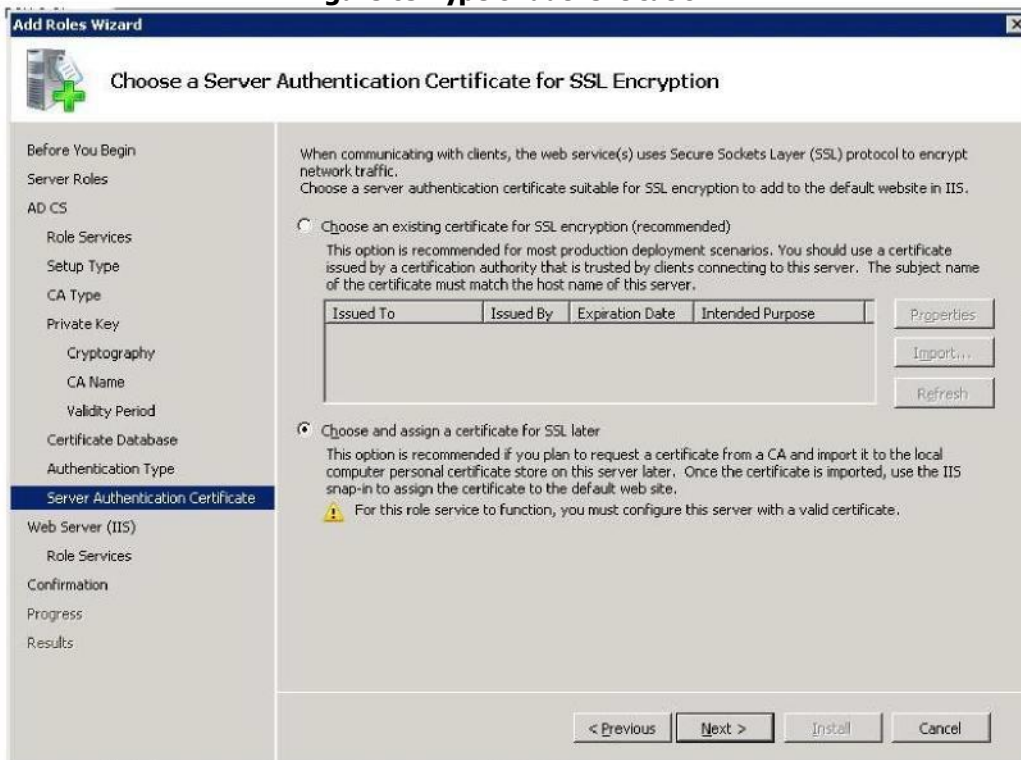 Add Roles Wizard
Choose a Server Authentication Certificate for SSL Encryption
Before You Begin
Server Roles
AD CS
Role Services
Setup Type
CA Type
Private Key
Cryptography
CA Name
Validity Period
Certificate Database
Authentication Type
Server Authentication Certificate
Web Server (IIS)
Role Services
Confirmation
Progress
Results
When communicating with clients, the web service(s) uses Secure Sockets Layer (SSL) protocol to encrypt
network traffic.
Choose a server authentication certificate suitable for SSL encryption to add to the default website in IIS.
Choose an existing certificate for SSL encryption (recommended)
This option is recommended for most production deployment scenarios. You should use a certificate
issued by a certification authority that is trusted by clients connecting to this server. The subject name
of the certificate must match the host name of this server.
Issued To Issued By Expiration Date Intended Purpose
Properties
Import...
Refresh
Choose and assign a certificate for SSL later
This option is recommended if you plan to request a certificate from a CA and import it to the local
computer personal certificate store on this server later. Once the certificate is imported, use the IIS
snap-in to assign the certificate to the default web site.
For this role service to function, you must configure this server with a valid certificate.
< Previous Next > Install Cancel